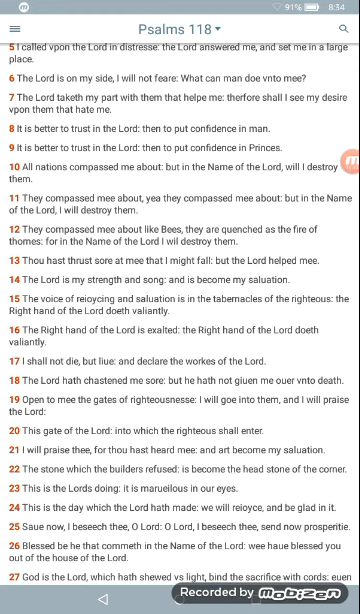 91% 8:34
Psalms 118
5 I called vpon the Lord in distresse: the Lord answered me, and set me in a large
place.
6 The Lord is on my side, I will not feare: What can man doe vnto mee?
7 The Lord taketh my part with them that helpe me: therfore shall I see my desire
vpon them that hate me.
8 It is better to trust in the Lord: then to put confidence in man.
9 It is better to trust in the Lord: then to put confidence in Princes.
10 All nations compassed me about: but in the Name of the Lord, will I destroy
them.
11 They compassed mee about, yea they compassed mee about: but in the Name
of the Lord, I will destroy them.
12 They compassed mee about like Bees, they are quenched as the fire of
thornes: for in the Name of the Lord I wil destroy them.
13 Thou hast thrust sore at mee that I might fall: but the Lord helped mee.
14 The Lord is my strength and song: and is become my saluation.
15 The voice of reioycing and saluation is in the tabernacles of the righteous: the
Right hand of the Lord doeth valiantly.
16 The Right hand of the Lord is exalted: the Right hand of the Lord doeth
valiantly.
17 I shall not die, but liue: and declare the workes of the Lord.
18 The Lord hath chastened me sore: but he hath not giuen me ouer vnto death.
19 Open to mee the gates of righteousnesse: I will goe into them, and I will praise
the Lord:
20 This gate of the Lord: into which the righteous shall enter.
21 I will praise thee, for thou hast heard mee: and art become my saluation.
22 The stone which the builders refused: is become the head stone of the corner.
23 This is the Lords doing: it is marueilous in our eyes.
24 This is the day which the Lord hath made: we will reioyce, and be glad in it.
25 Saue now, I beseech thee, O Lord: O Lord, I beseech thee, send now prosperitie.
26 Blessed be he that commeth in the Name of the Lord: wee haue blessed you
out of the house of the Lord.
27 God is the Lord, which hath shewed vs light, bind the sacrifice with cords: euen
Recorded by mobizen